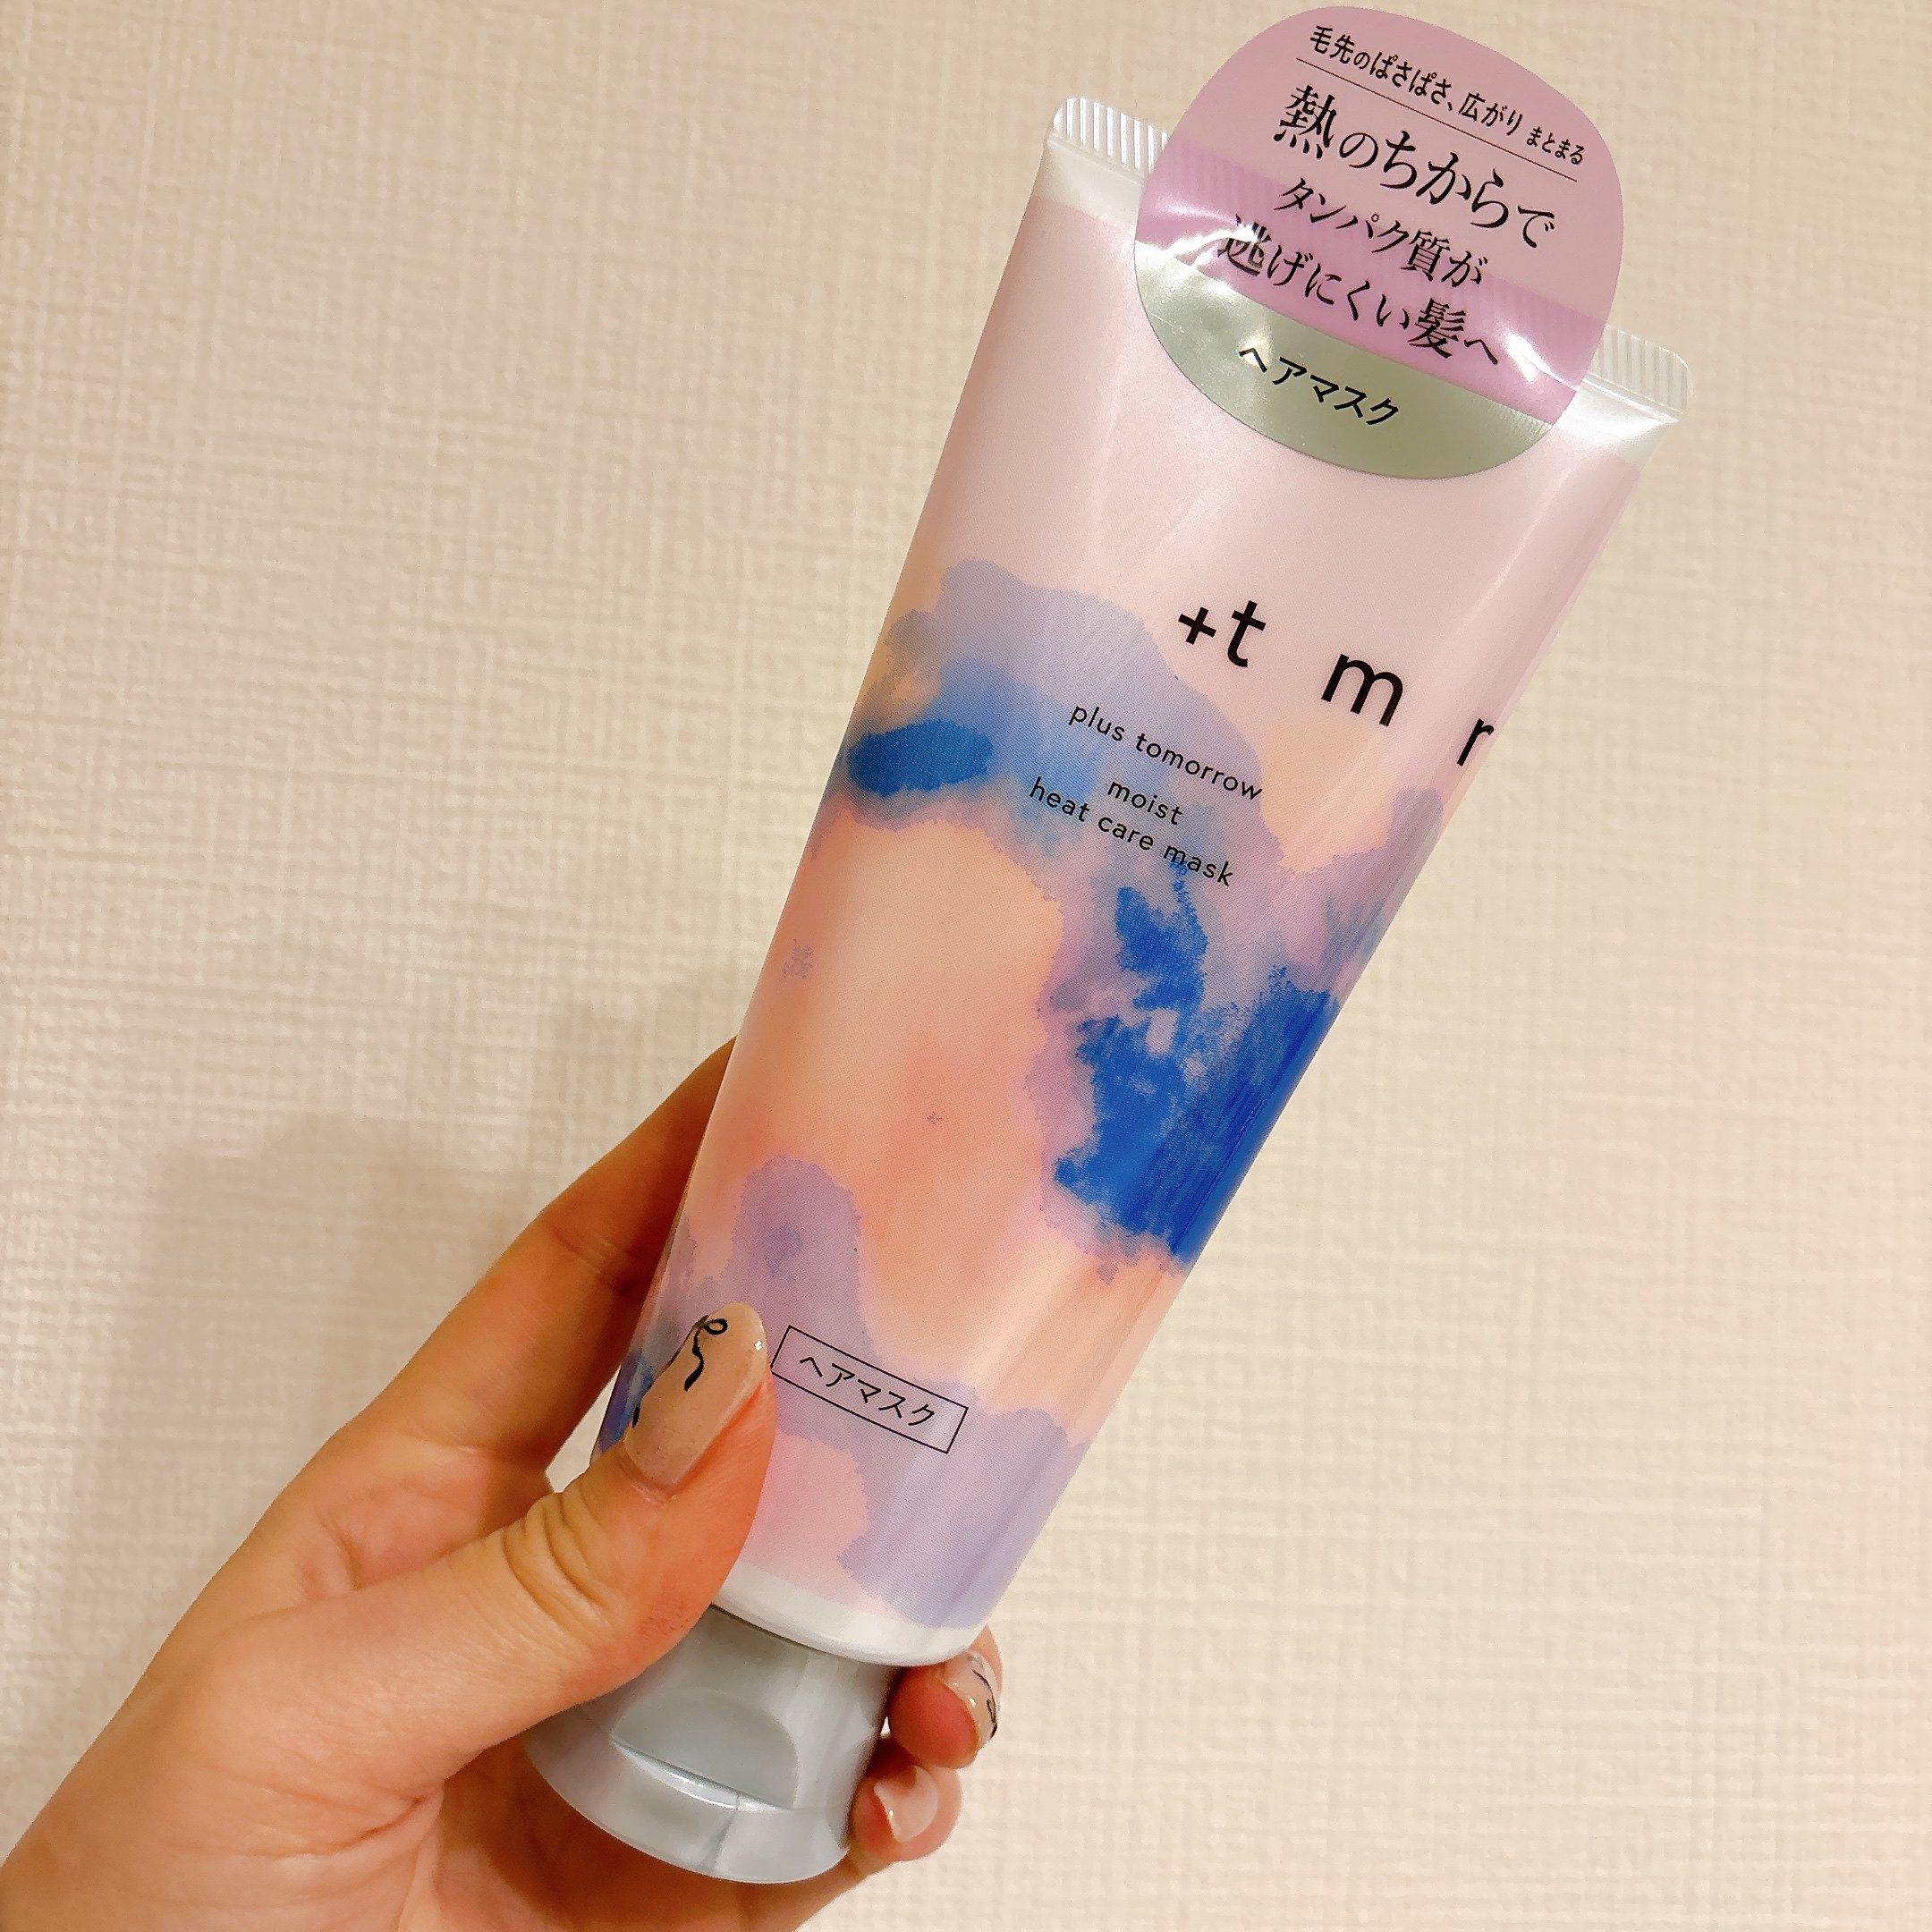 毛先のぱさぱさ、広がり まとまる
熱のちからで
タンパク質が
逃げにくい髪へ
ヘアマスク
+t m r
plus tomorrow
moist
heat care mask
ヘアマスク